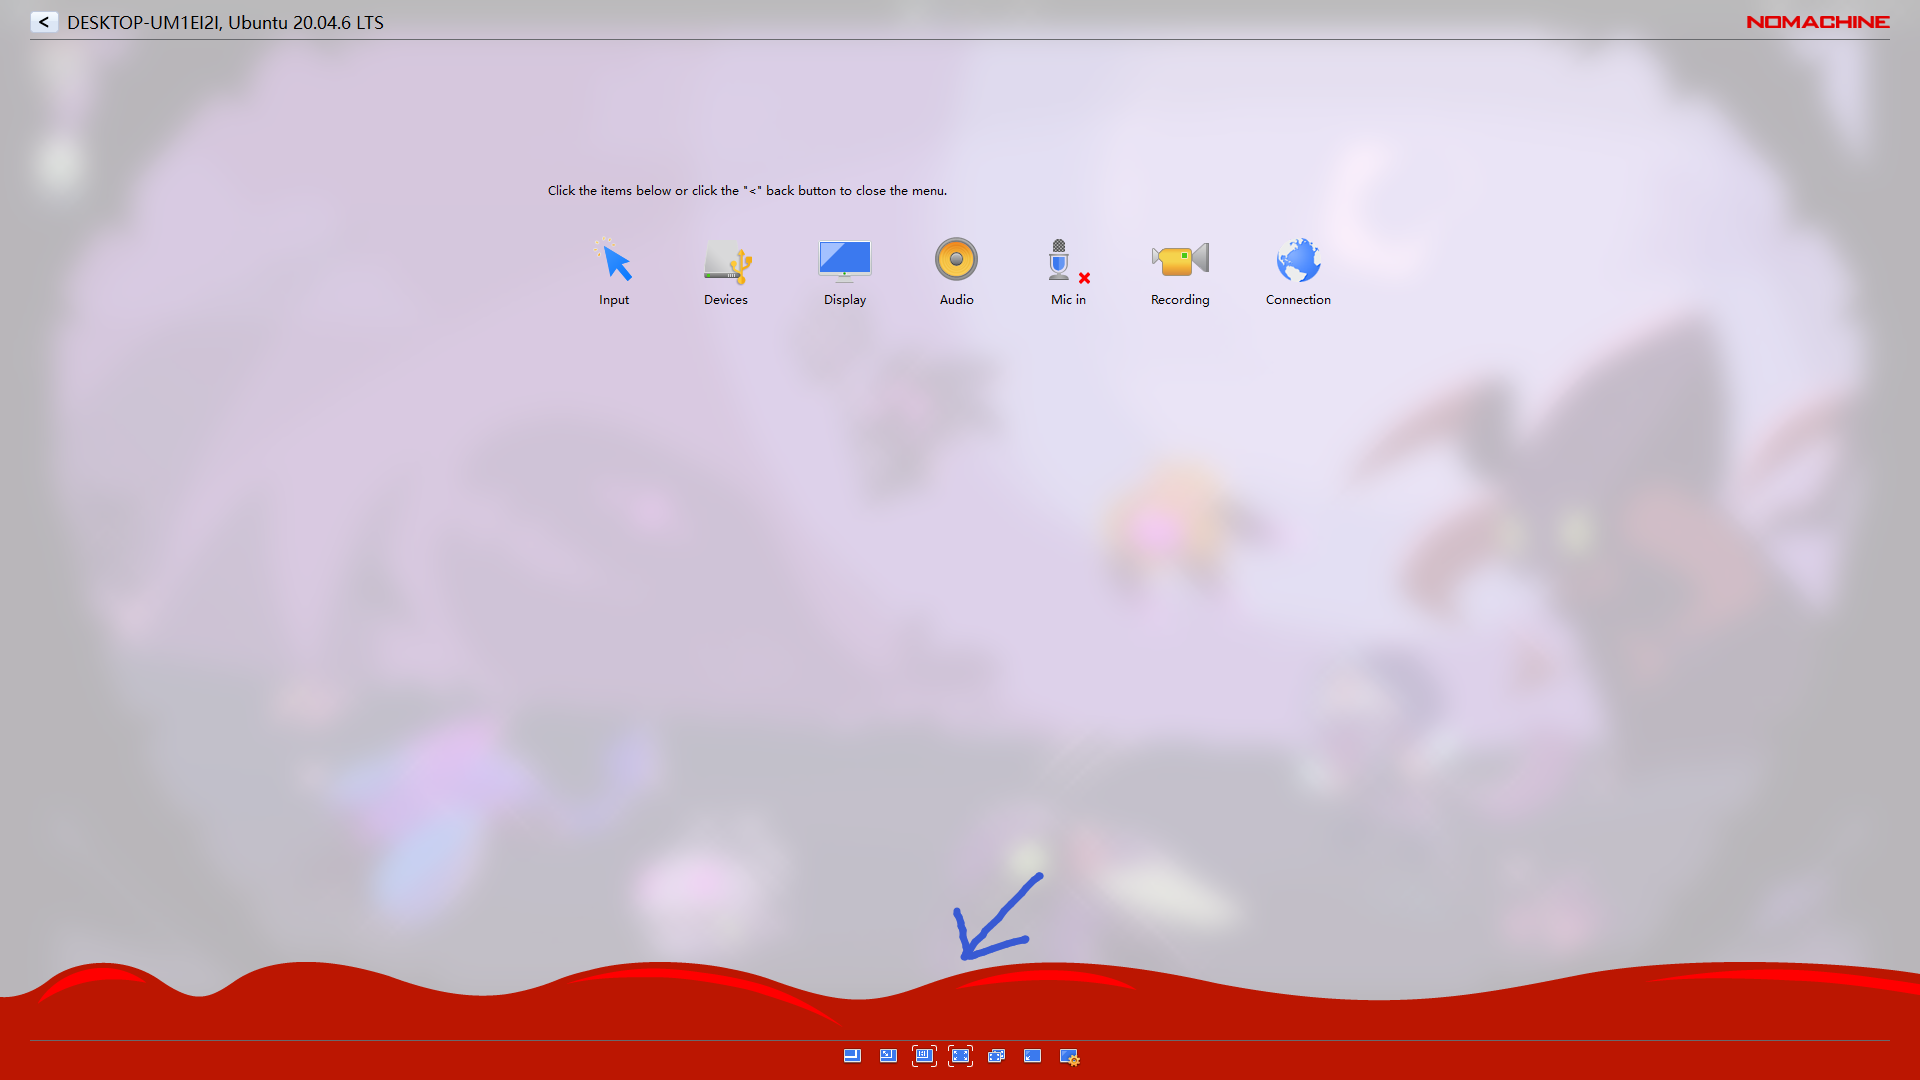 < DESKTOP-UM1EI2I, Ubuntu 20.04.6 LTS
NOMACHINE
Click the items below or click the "<" back button to close the menu.
Input Devices Display Audio Mic in Recording Connection